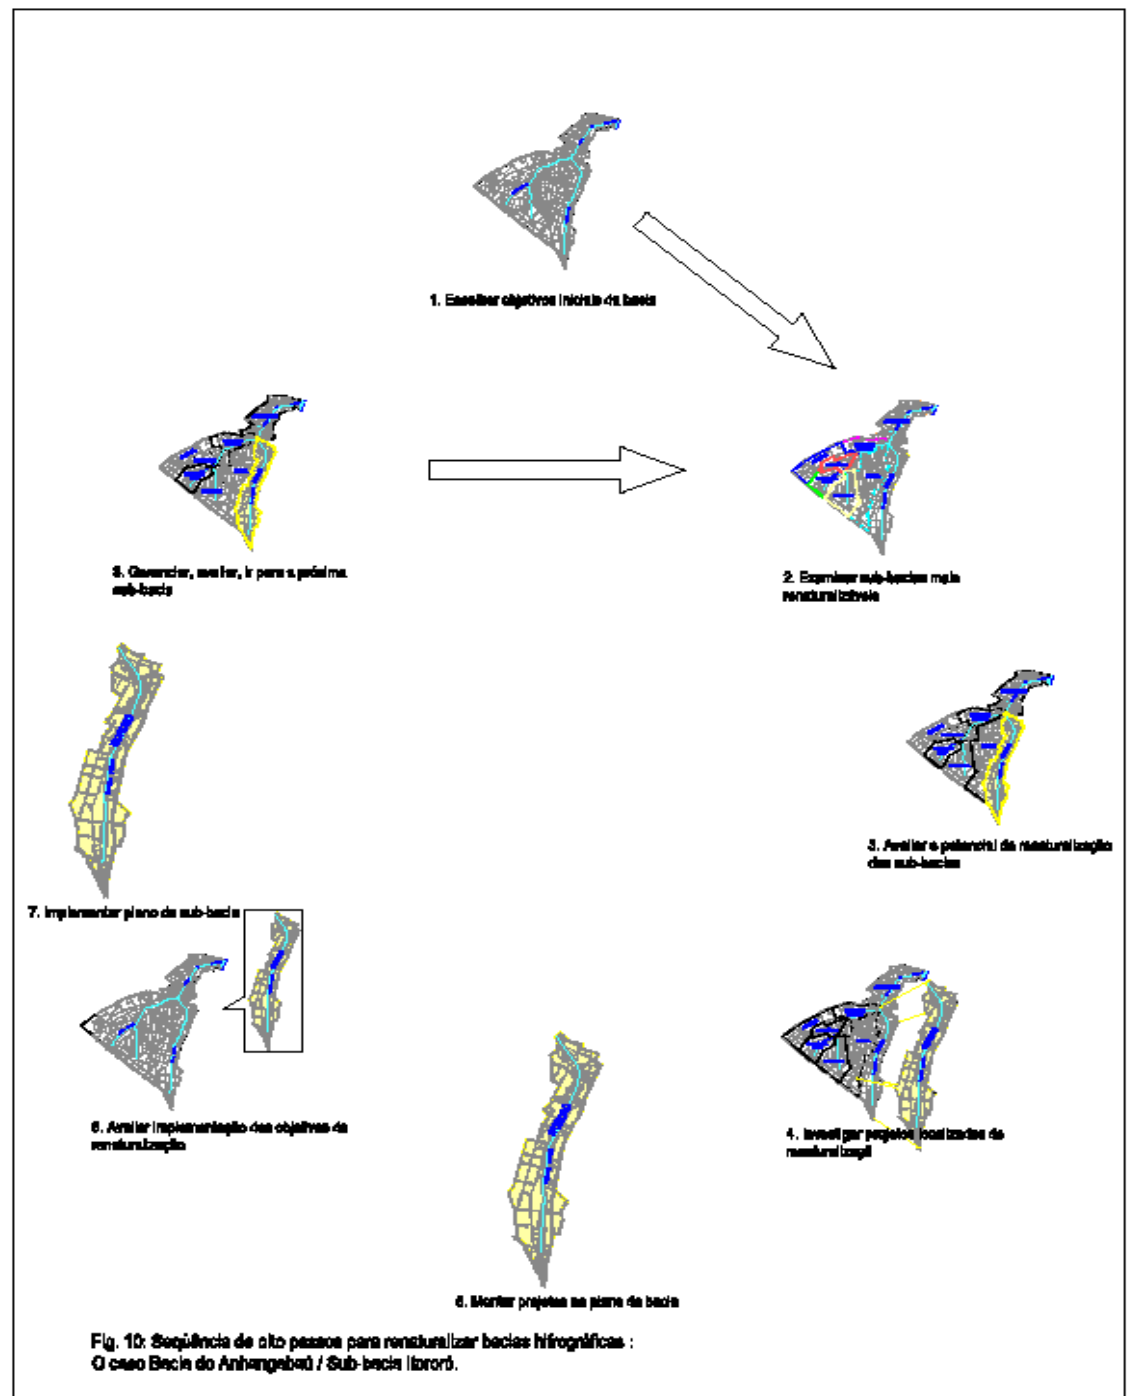 1. Escolher objetivos iniciais da bacia
8. Gerenciar, avaliar, ir para a próxima
sub-bacia
2. Examinar sub-bacias mais
renaturalizáveis
3. Avaliar o potencial de renaturalização
das sub-bacias
7. Implementar plano da sub-bacia
6. Avaliar implementação dos objetivos de
renaturalização
4. Investigar projetos localizados de
renaturalizaçã
5. Montar projetos no plano da bacia
Fig. 10: Seqüência de oito passos para renaturalizar bacias hitrográficas :
O caso Bacia do Anhangabaú / Sub-bacia Itororó.